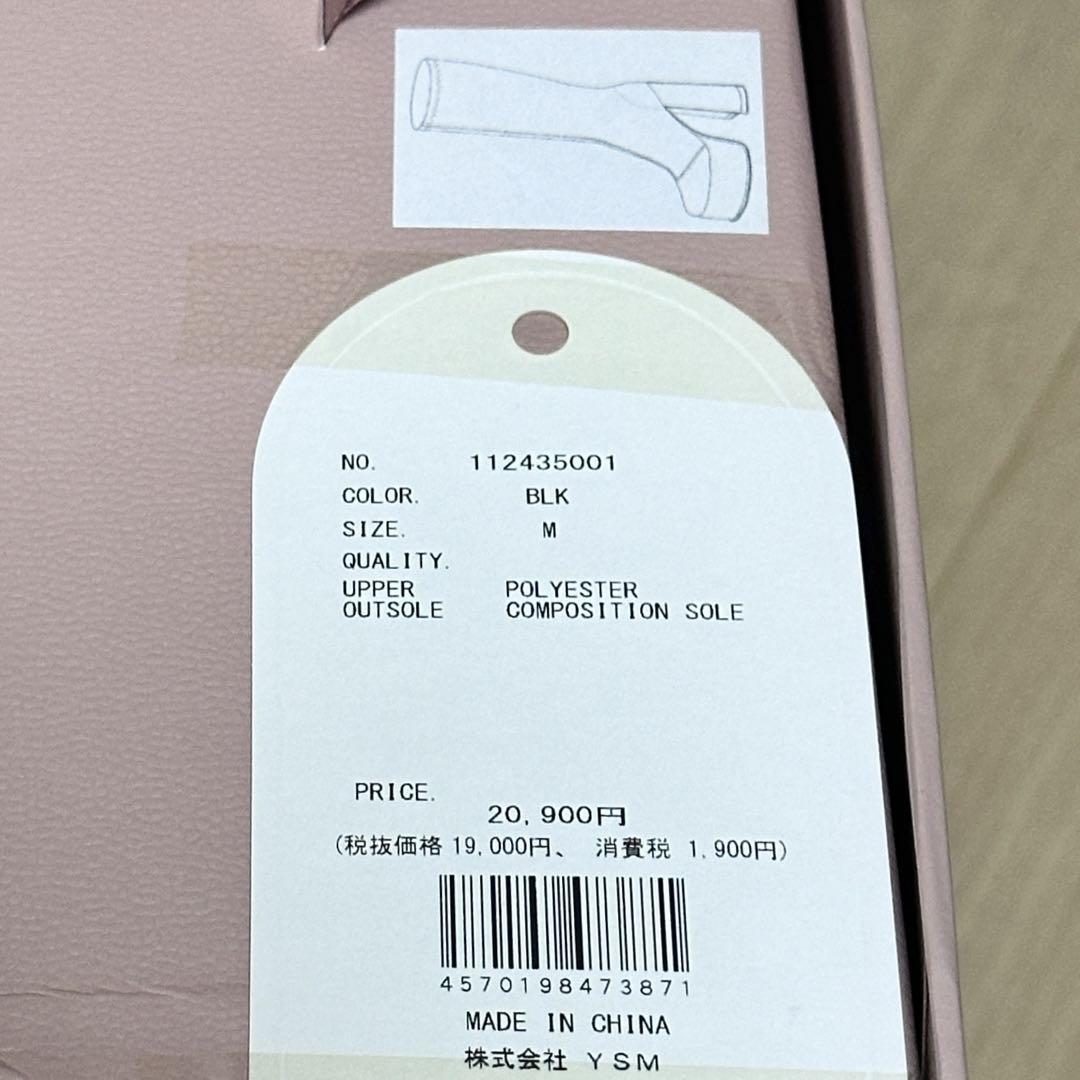 NO. 112435001
COLOR. BLK
SIZE. M
QUALITY.
UPPER POLYESTER
OUTSOLE COMPOSITION SOLE
PRICE.
20,900円
(税抜価格 19,000円、 消費税 1,900円)
4570198473871
MADE IN CHINA
株式会社 YSM